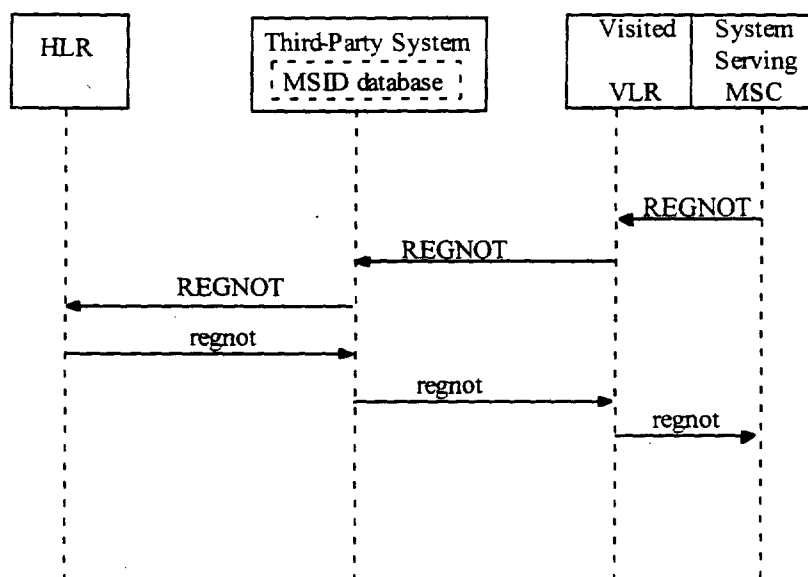 HLR
Third-Party System
MSID database
Visited
VLR
System
Serving
MSC
REGNOT
REGNOT
REGNOT
regnot
regnot
regnot